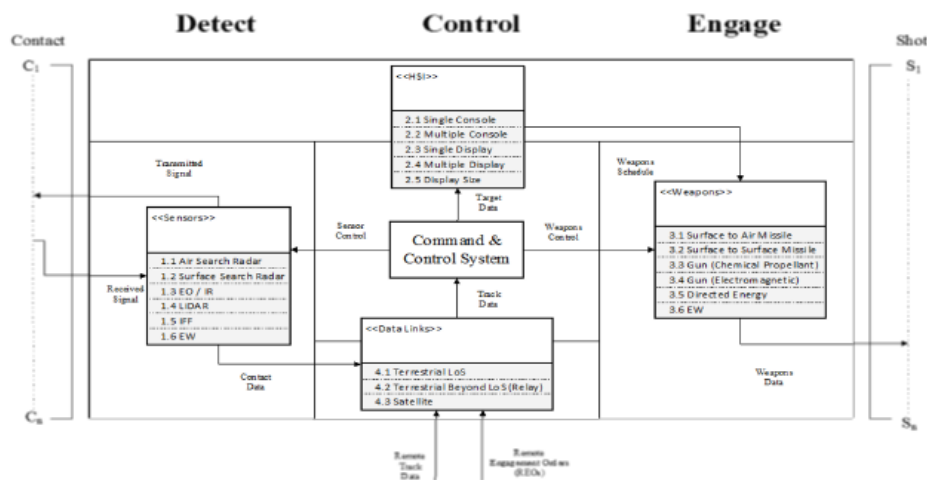 Detect
Control
Engage
Contact
Shot
C1
S1
<<HSI>>
2.1 Single Console
2.2 Multiple Console
2.3 Single Display
2.4 Multiple Display
2.5 Display Size
Transmitted
Signal
Weapons
Schedule
<<Weapons>>
Target
Data
<<Sensors>>
Sensor
Control
Command &
Control System
Weapons
Control
3.1 Surface to Air Missile
3.2 Surface to Surface Missile
3.3 Gun (Chemical Propellant)
3.4 Gun (Electromagnetic)
3.5 Directed Energy
3.6 EW
1.1 Air Search Radar
1.2 Surface Search Radar
1.3 EO / IR
1.4 LIDAR
1.5 IFF
1.6 EW
Received
Signal
Track
Data
<<Data Links>>
4.1 Terrestrial LoS
4.2 Terrestrial Beyond LoS (Relay)
4.3 Satellite
Contact
Data
Weapons
Data
Cn
Sn
Remote
Track
Data
Remote
Engagement Orders
(REOs)